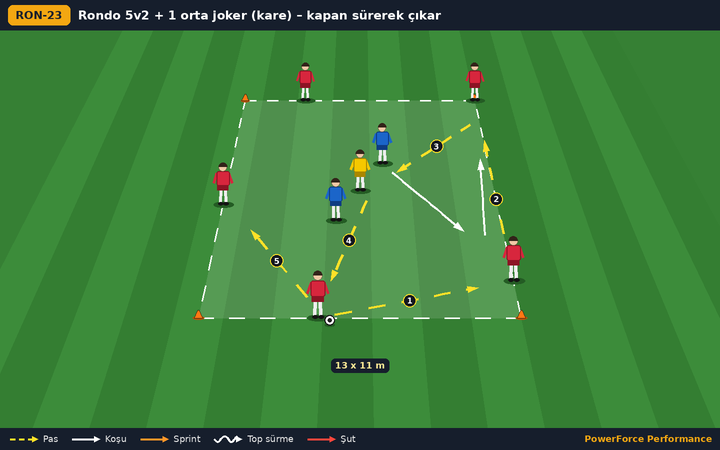 RON-23 Rondo 5v2 + 1 orta joker (kare) – kapan sürerek çıkar
3
2
4
5
1
13 x 11 m
Pas Koşu Sprint Top sürme Şut PowerForce Performance